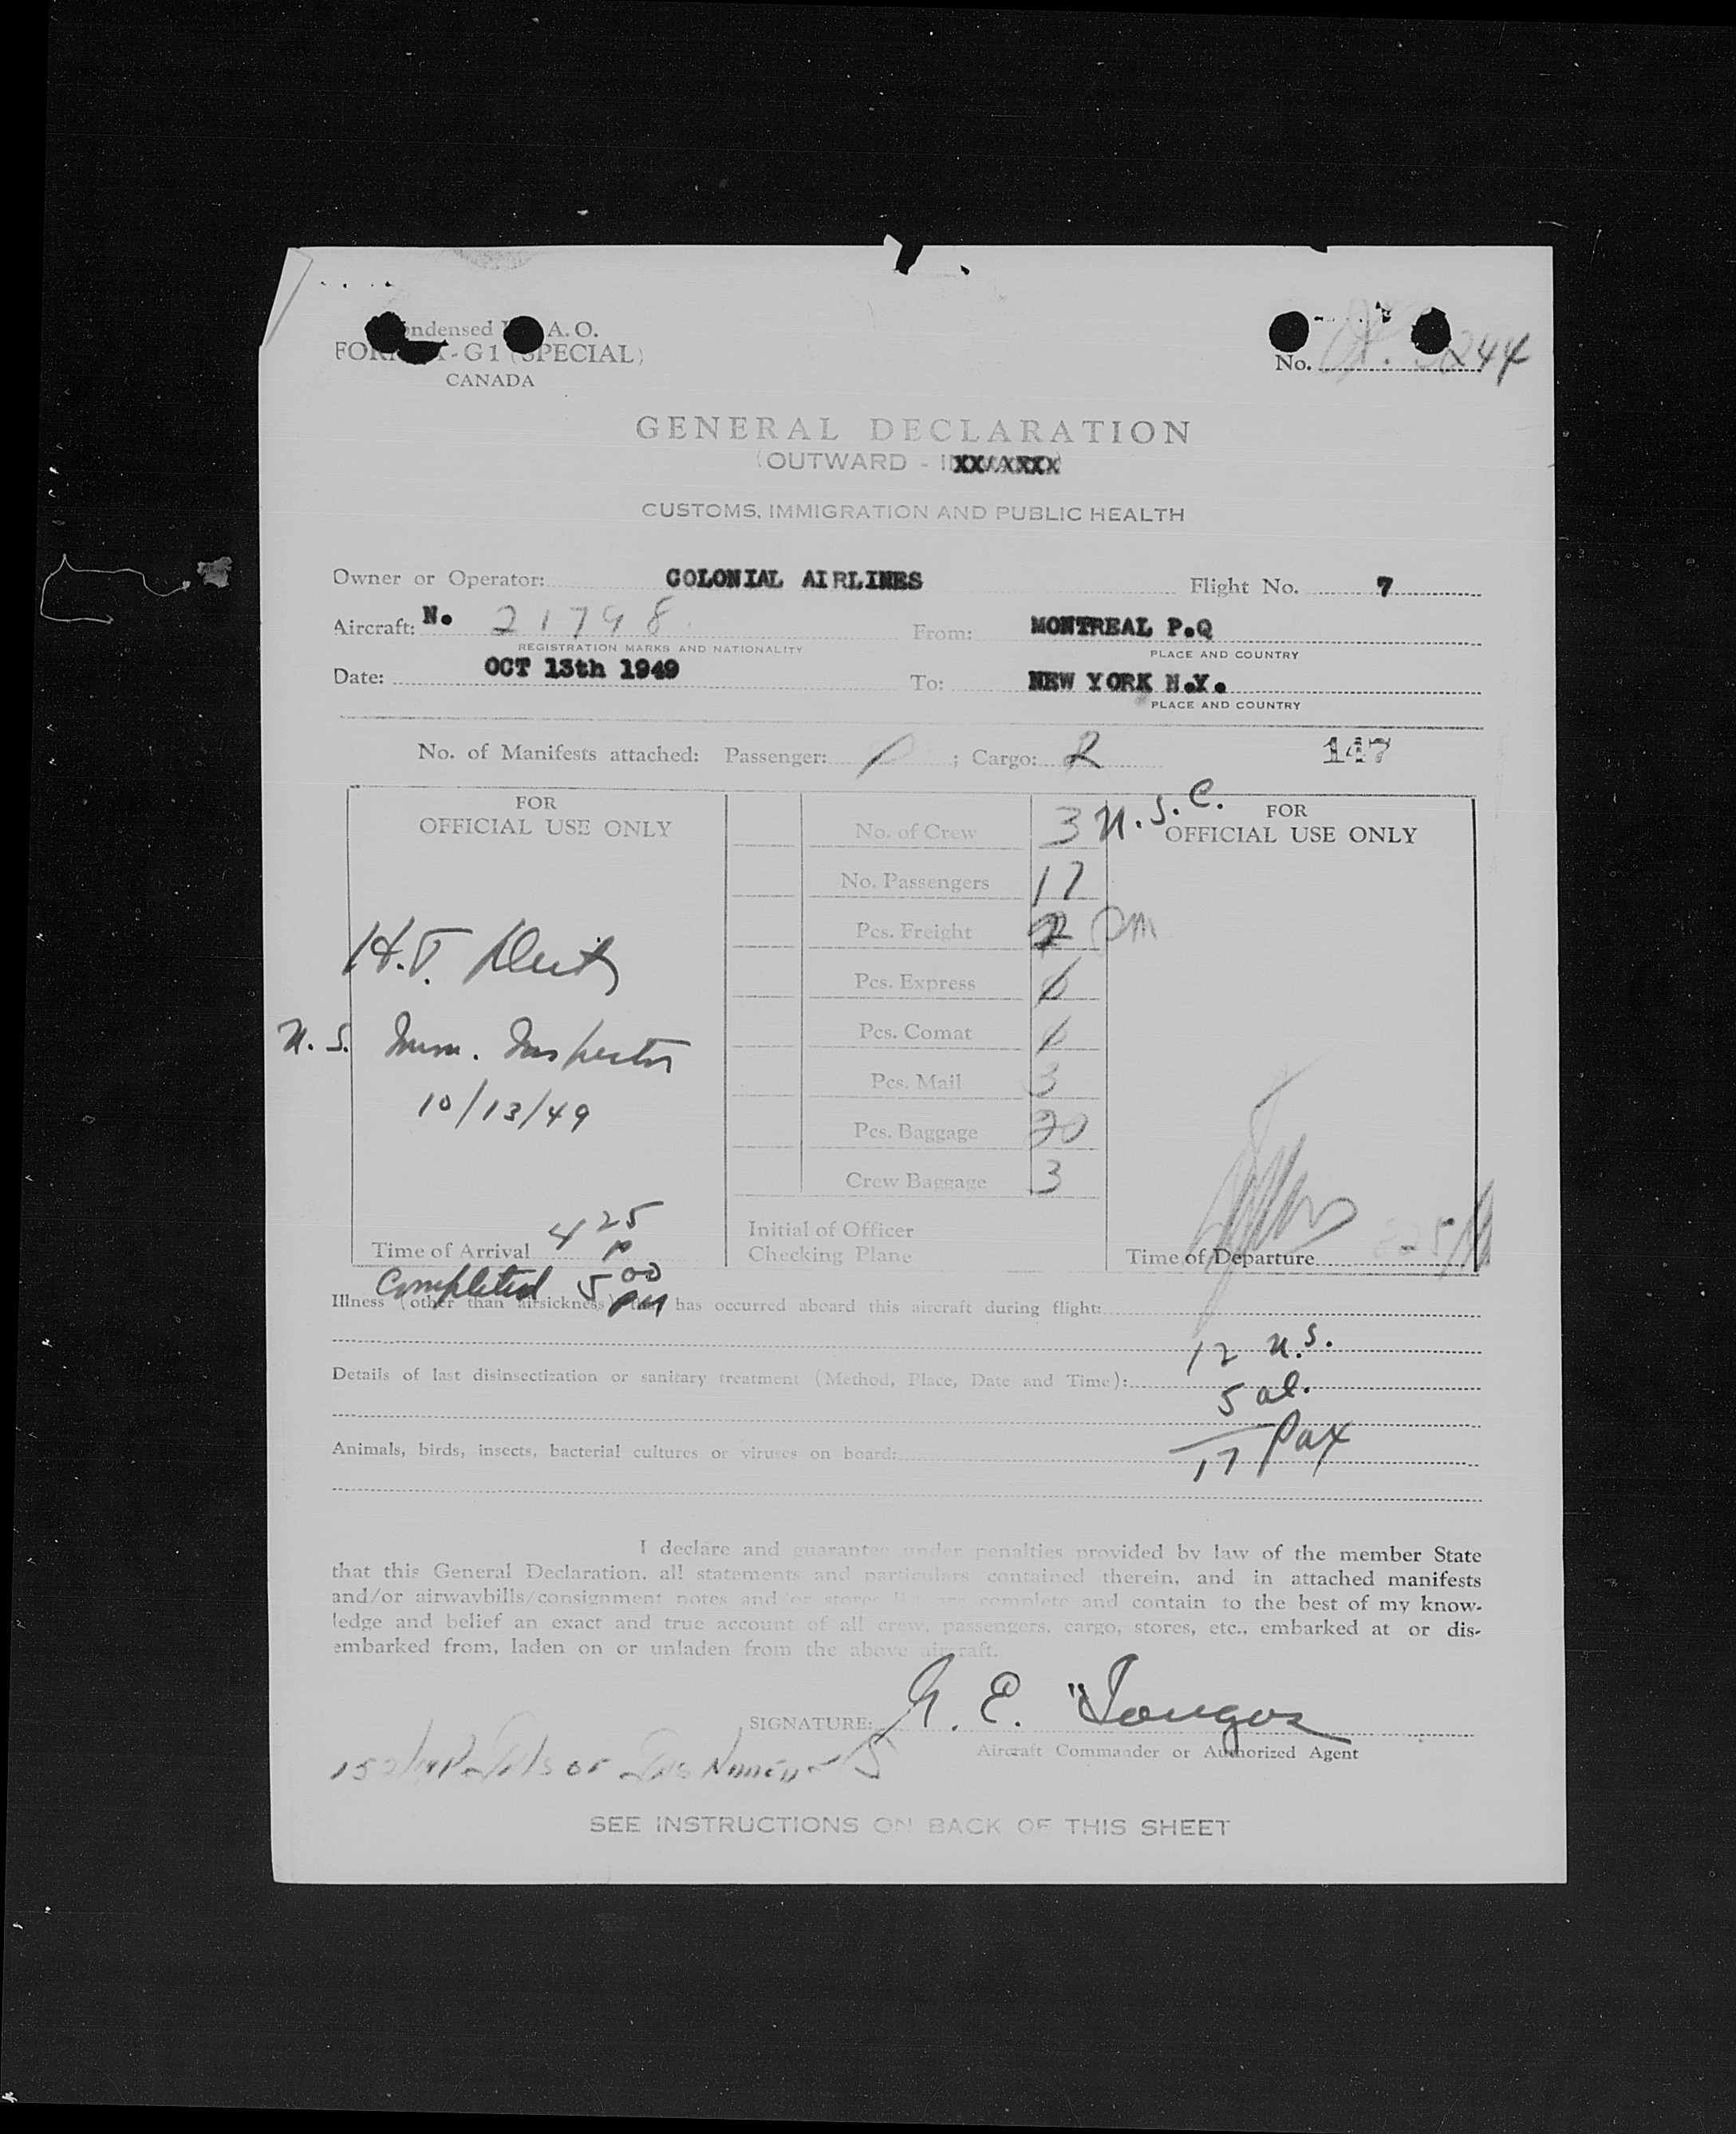 ondensed A. O.
FOR - G1 (SPECIAL)
CANADA
No. 244
GENERAL DECLARATION
(OUTWARD - I XXXXXXX)
CUSTOMS, IMMIGRATION AND PUBLIC HEALTH
Owner or Operator: COLONIAL AIRLINES Flight No. 7
Aircraft: N. 21798 From: MONTREAL P.Q
REGISTRATION MARKS AND NATIONALITY PLACE AND COUNTRY
Date: OCT 13th 1949 To: NEW YORK N.Y.
PLACE AND COUNTRY
No. of Manifests attached: Passenger: ; Cargo: 2 147
FOR
OFFICIAL USE ONLY
H.T.
U.S. Imm. Inspector
10/13/49
Time of Arrival 4 25 P
Completed 5 00 PM
No. of Crew 3 U.S.C.
No. Passengers 17
Pcs. Freight 2
Pcs. Express
Pcs. Comat
Pcs. Mail 3
Pcs. Baggage 20
Crew Baggage 3
Initial of Officer
Checking Plane
FOR
OFFICIAL USE ONLY
Time of Departure
Illness (other than airsickness) has occurred aboard this aircraft during flight:
12 U.S.
Details of last disinsectization or sanitary treatment (Method, Place, Date and Time):
5 al.
Animals, birds, insects, bacterial cultures or viruses on board:
17 Pax
I declare and guarantee under penalties provided by law of the member State
that this General Declaration. all statements and particulars contained therein, and in attached manifests
and/or airwaybills/consignment notes and/or stores are complete and contain to the best of my know-
ledge and belief an exact and true account of all crew, passengers, cargo, stores, etc., embarked at or dis-
embarked from, laden on or unladen from the above aircraft.
SIGNATURE: E.
Aircraft Commander or Authorized Agent
SEE INSTRUCTIONS ON BACK OF THIS SHEET